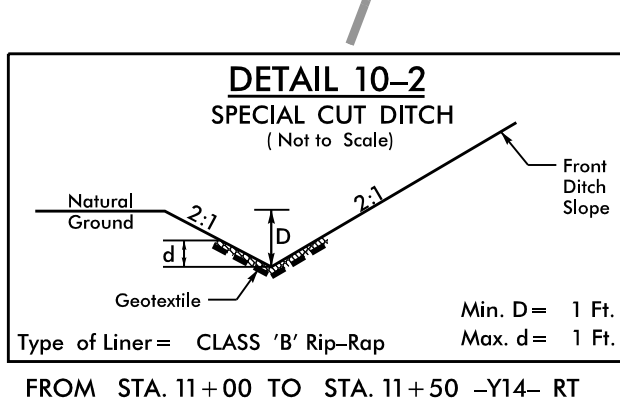 DETAIL 10–2
SPECIAL CUT DITCH
( Not to Scale)
Front
Ditch
Slope
Natural
Ground
2:1
2:1
D
d
Geotextile
Min. D = 1 Ft.
Max. d = 1 Ft.
Type of Liner = CLASS 'B' Rip–Rap
FROM STA. 11+00 TO STA. 11+50 –Y14– RT